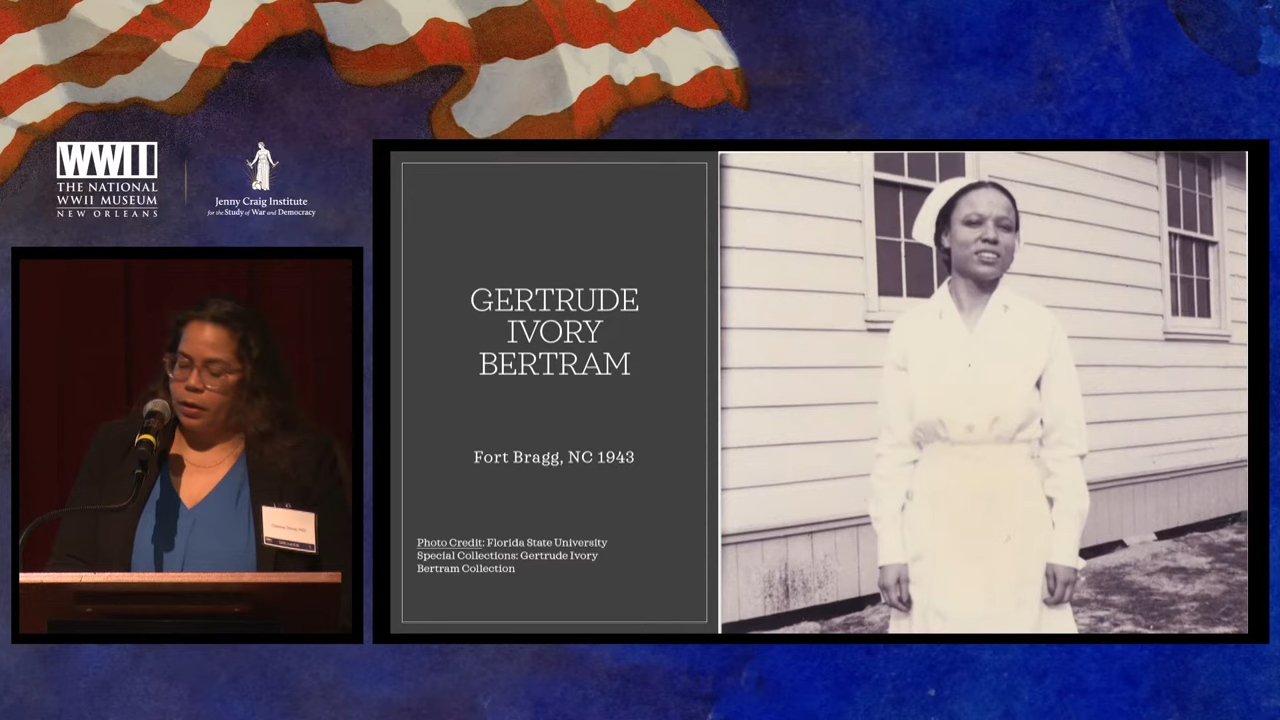 WWII
THE NATIONAL
WWII MUSEUM
NEW ORLEANS
Jenny Craig Institute
for the Study of War and Democracy
GERTRUDE
IVORY
BERTRAM
Fort Bragg, NC 1943
Photo Credit: Florida State University
Special Collections: Gertrude Ivory
Bertram Collection